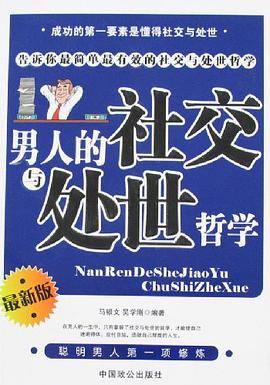 成功的第一要素是懂得社交与处世
告诉你最简单最有效的社交与处世哲学
男人的社交
与处世哲学
NanRenDeSheJiaoYu
ChuShiZheXue
最新版
马银文 吴学刚 ◎编著
聪明男人第一项修炼
中国致公出版社